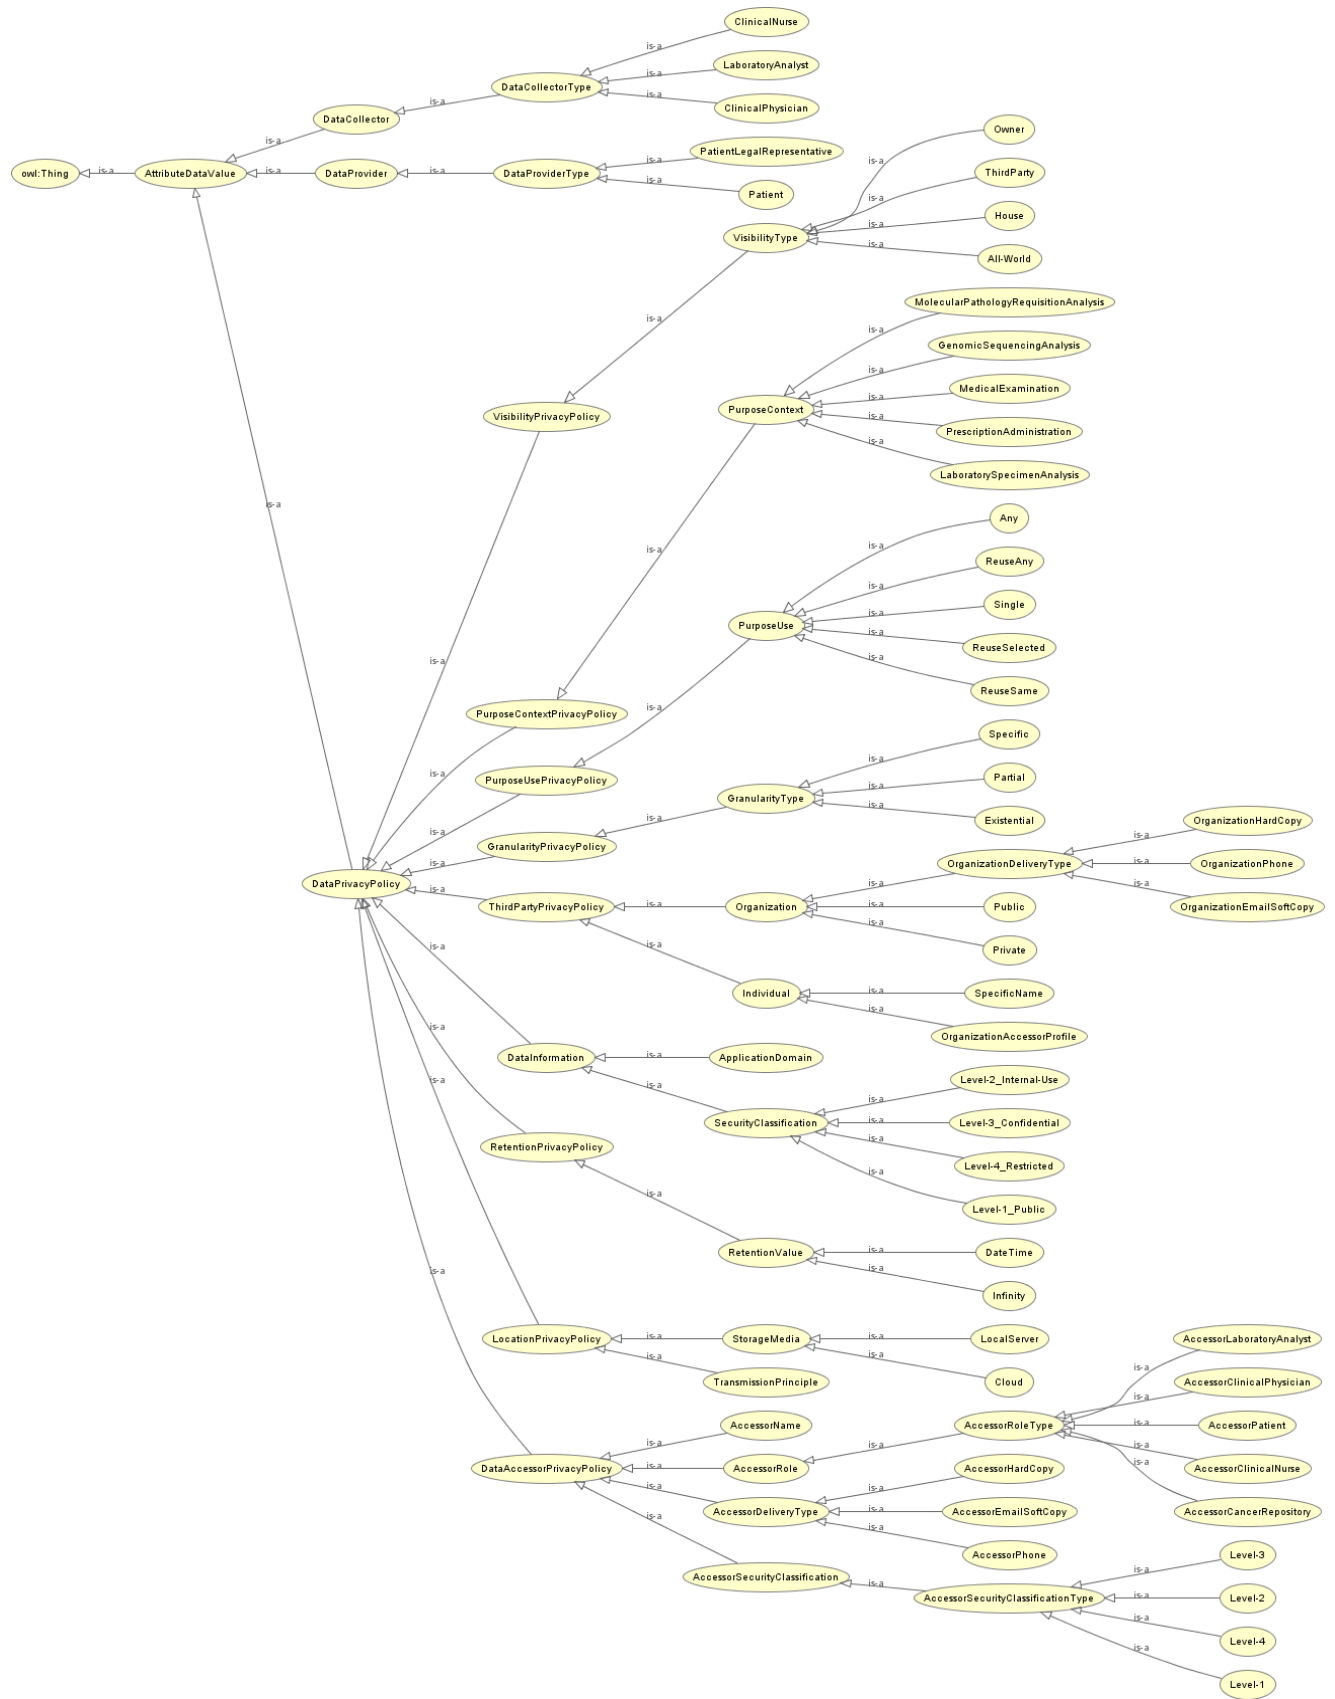 ClinicalNurse
is-a
LaboratoryAnalyst
is-a
DataCollectorType
is-a
ClinicalPhysician
is-a
DataCollector
is-a
Owner
is-a
PatientLegalRepresentative
is-a
owl:Thing
is-a
AttributeDataValue
is-a
DataProvider
is-a
DataProviderType
is-a
Patient
ThirdParty
is-a
is-a
House
is-a
VisibilityType
is-a
All-World
is-a
MolecularPathologyRequisitionAnalysis
is-a
GenomicSequencingAnalysis
is-a
MedicalExamination
is-a
VisibilityPrivacyPolicy
PurposeContext
is-a
PrescriptionAdministration
is-a
LaboratorySpecimenAnalysis
is-a
Any
is-a
is-a
ReuseAny
is-a
Single
is-a
PurposeUse
is-a
ReuseSelected
is-a
ReuseSame
is-a
PurposeContextPrivacyPolicy
is-a
Specific
is-a
is-a
PurposeUsePrivacyPolicy
Partial
is-a
GranularityType
is-a
Existential
is-a
is-a
GranularityPrivacyPolicy
OrganizationHardCopy
is-a
is-a
OrganizationDeliveryType
is-a
OrganizationPhone
DataPrivacyPolicy
is-a
is-a
is-a
ThirdPartyPrivacyPolicy
is-a
Organization
is-a
Public
OrganizationEmailSoftCopy
is-a
Private
is-a
Individual
is-a
SpecificName
is-a
OrganizationAccessorProfile
is-a
DataInformation
is-a
ApplicationDomain
is-a
Level-2_Internal-Use
is-a
is-a
SecurityClassification
is-a
Level-3_Confidential
RetentionPrivacyPolicy
is-a
Level-4_Restricted
is-a
is-a
Level-1_Public
RetentionValue
is-a
DateTime
is-a
is-a
Infinity
LocationPrivacyPolicy
is-a
StorageMedia
is-a
LocalServer
AccessorLaboratoryAnalyst
is-a
is-a
TransmissionPrinciple
is-a
Cloud
AccessorClinicalPhysician
is-a
AccessorName
AccessorRoleType
is-a
AccessorPatient
is-a
is-a
DataAccessorPrivacyPolicy
is-a
AccessorRole
AccessorHardCopy
is-a
AccessorClinicalNurse
is-a
is-a
AccessorDeliveryType
is-a
AccessorEmailSoftCopy
AccessorCancerRepository
is-a
is-a
AccessorPhone
Level-3
is-a
AccessorSecurityClassification
is-a
AccessorSecurityClassificationType
is-a
Level-2
is-a
Level-4
is-a
Level-1